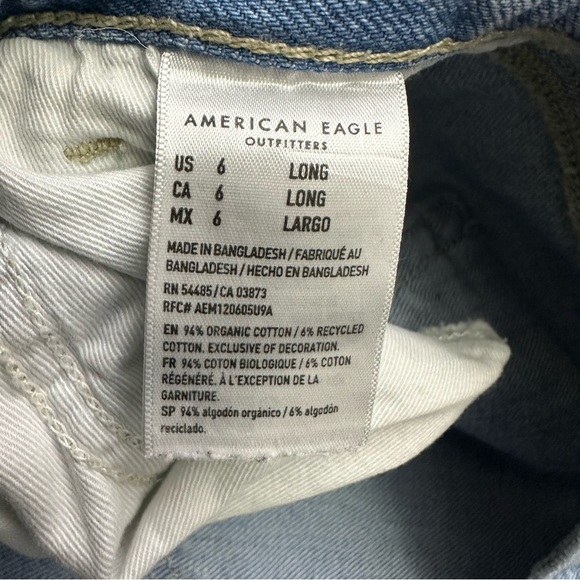 AMERICAN EAGLE
OUTFITTERS
US 6 LONG
CA 6 LONG
MX 6 LARGO
MADE IN BANGLADESH / FABRIQUÉ AU
BANGLADESH / HECHO EN BANGLADESH
RN 54485 / CA 03873
RFC# AEM120605U9A
EN 94% ORGANIC COTTON / 6% RECYCLED
COTTON. EXCLUSIVE OF DECORATION.
FR 94% COTON BIOLOGIQUE / 6% COTON
RÉGÉNÉRÉ. À L'EXCEPTION DE LA
GARNITURE.
SP 94% algodón orgánico / 6% algodón
reciclado.